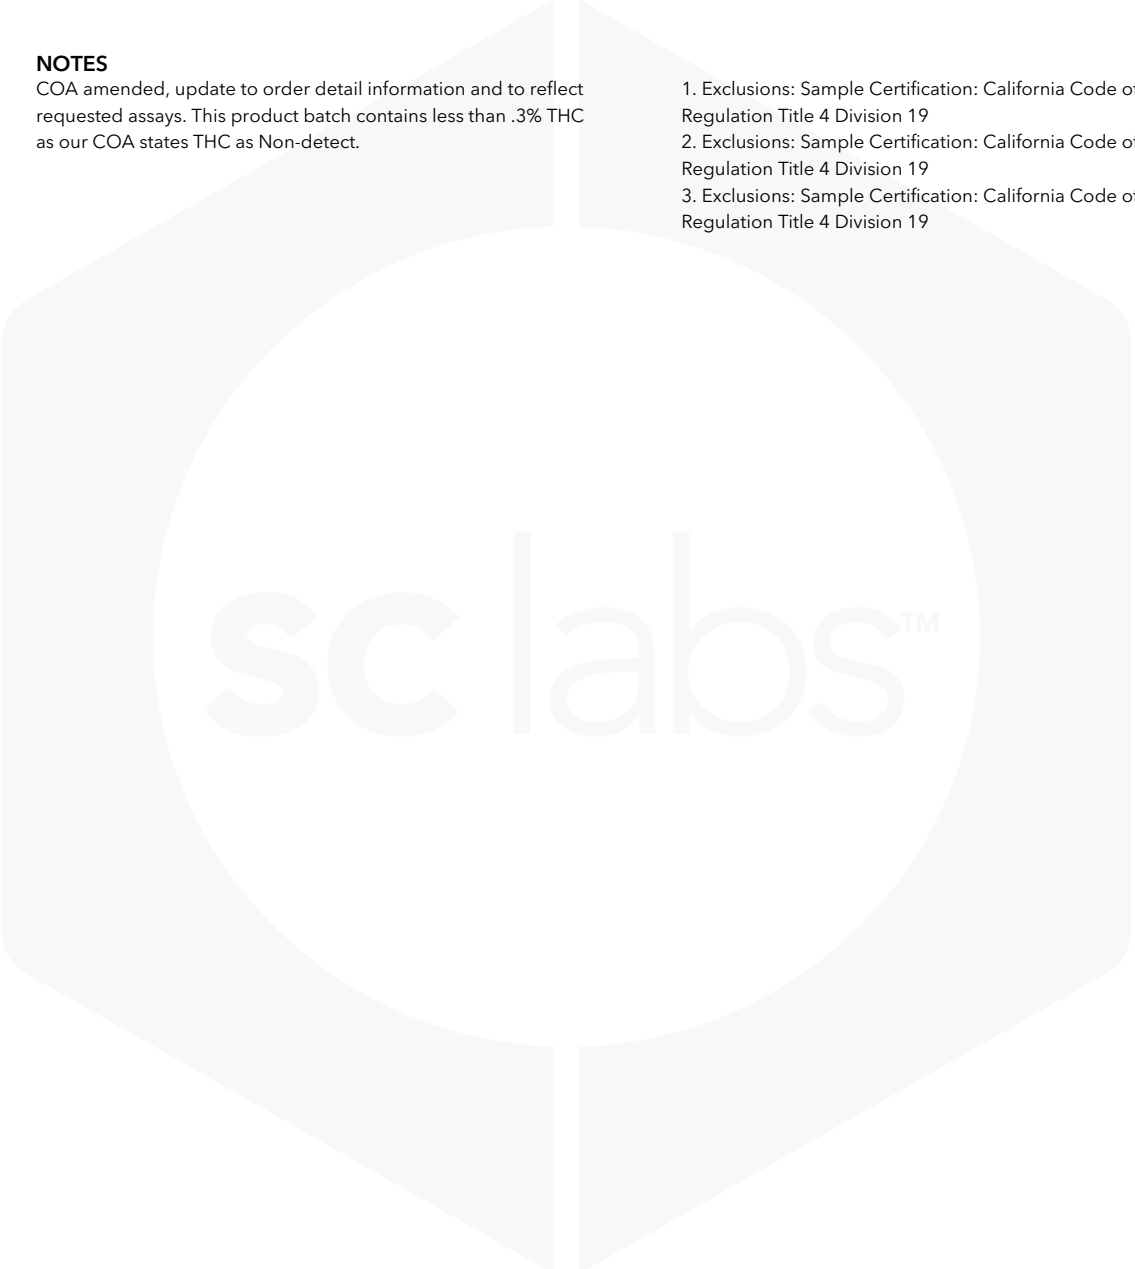 NOTES
COA amended, update to order detail information and to reflect
requested assays. This product batch contains less than .3% THC
as our COA states THC as Non-detect.
1. Exclusions: Sample Certification: California Code of
Regulation Title 4 Division 19
2. Exclusions: Sample Certification: California Code of
Regulation Title 4 Division 19
3. Exclusions: Sample Certification: California Code of
Regulation Title 4 Division 19
sc labs™